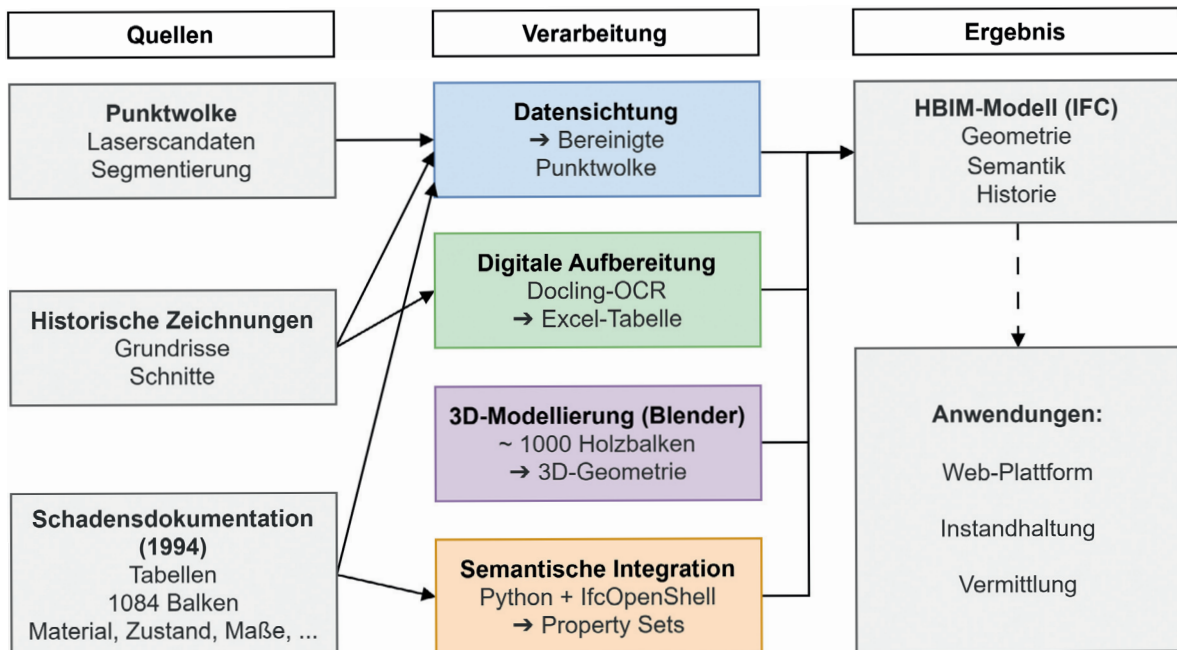 Quellen
Punktwolke
Laserscandaten
Segmentierung
Historische Zeichnungen
Grundrisse
Schnitte
Schadensdokumentation
(1994)
Tabellen
1084 Balken
Material, Zustand, Maße, ...
Verarbeitung
Datensichtung
➔ Bereinigte
Punktwolke
Digitale Aufbereitung
Docling-OCR
➔ Excel-Tabelle
3D-Modellierung (Blender)
~ 1000 Holzbalken
➔ 3D-Geometrie
Semantische Integration
Python + IfcOpenShell
➔ Property Sets
Ergebnis
HBIM-Modell (IFC)
Geometrie
Semantik
Historie
Anwendungen:
Web-Plattform
Instandhaltung
Vermittlung